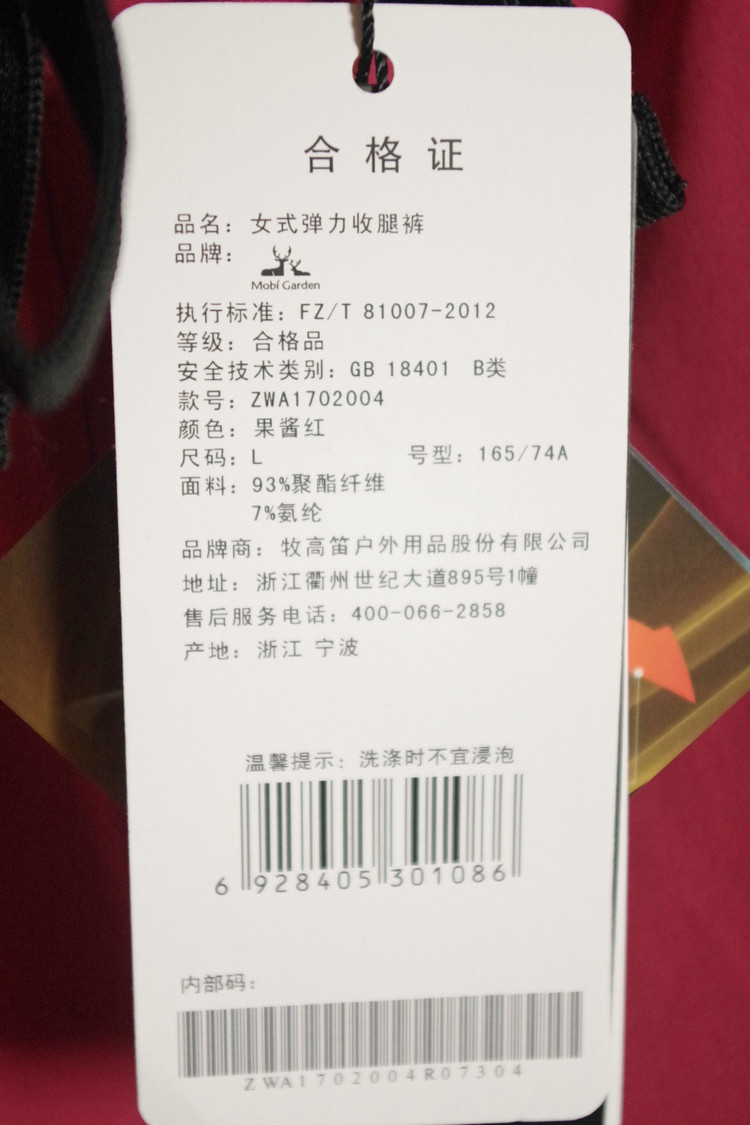 合格证
品名：女式弹力收腿裤
品牌：
Mobi Garden
执行标准：FZ/T 81007-2012
等级：合格品
安全技术类别：GB 18401 B类
款号：ZWA1702004
颜色：果酱红
尺码：L 号型：165/74A
面料：93%聚酯纤维
7%氨纶
品牌商：牧高笛户外用品股份有限公司
地址：浙江衢州世纪大道895号1幢
售后服务电话：400-066-2858
产地：浙江 宁波
温馨提示：洗涤时不宜浸泡
6 928405 301086
内部码：
ZWA1702004R07304